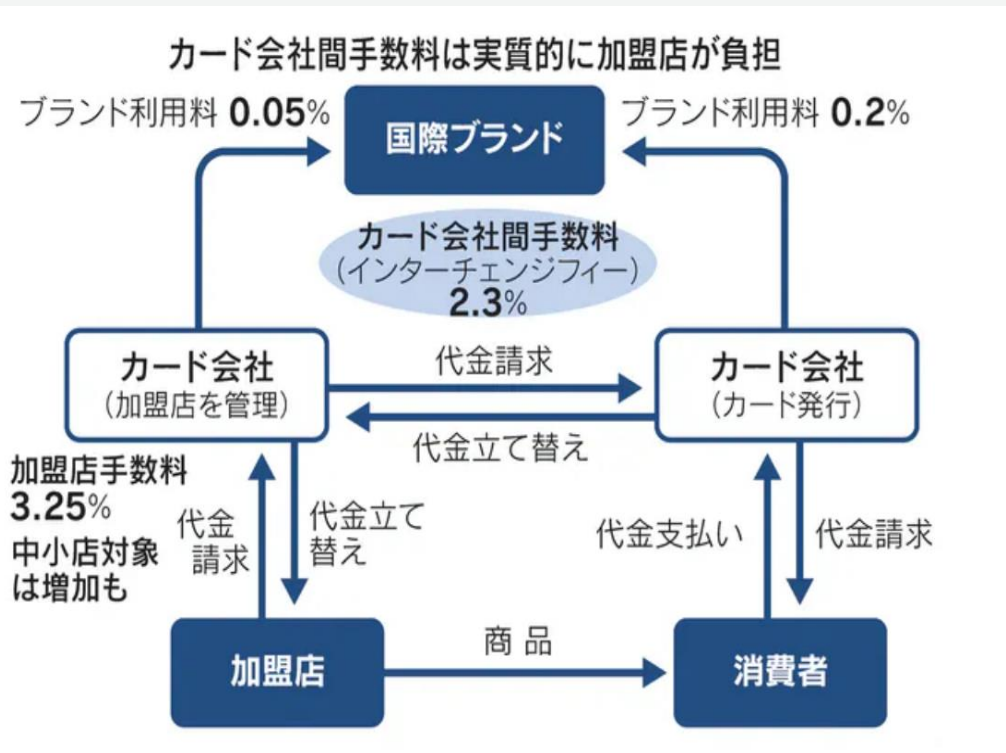 カード会社間手数料は実質的に加盟店が負担
ブランド利用料 0.05%
国際ブランド
ブランド利用料 0.2%
カード会社間手数料
（インターチェンジフィー）
2.3%
カード会社
（加盟店を管理）
代金請求
カード会社
（カード発行）
代金立て替え
加盟店手数料
3.25%
中小店対象
は増加も
代金
請求
代金立て
替え
代金支払い
代金請求
加盟店
商 品
消費者